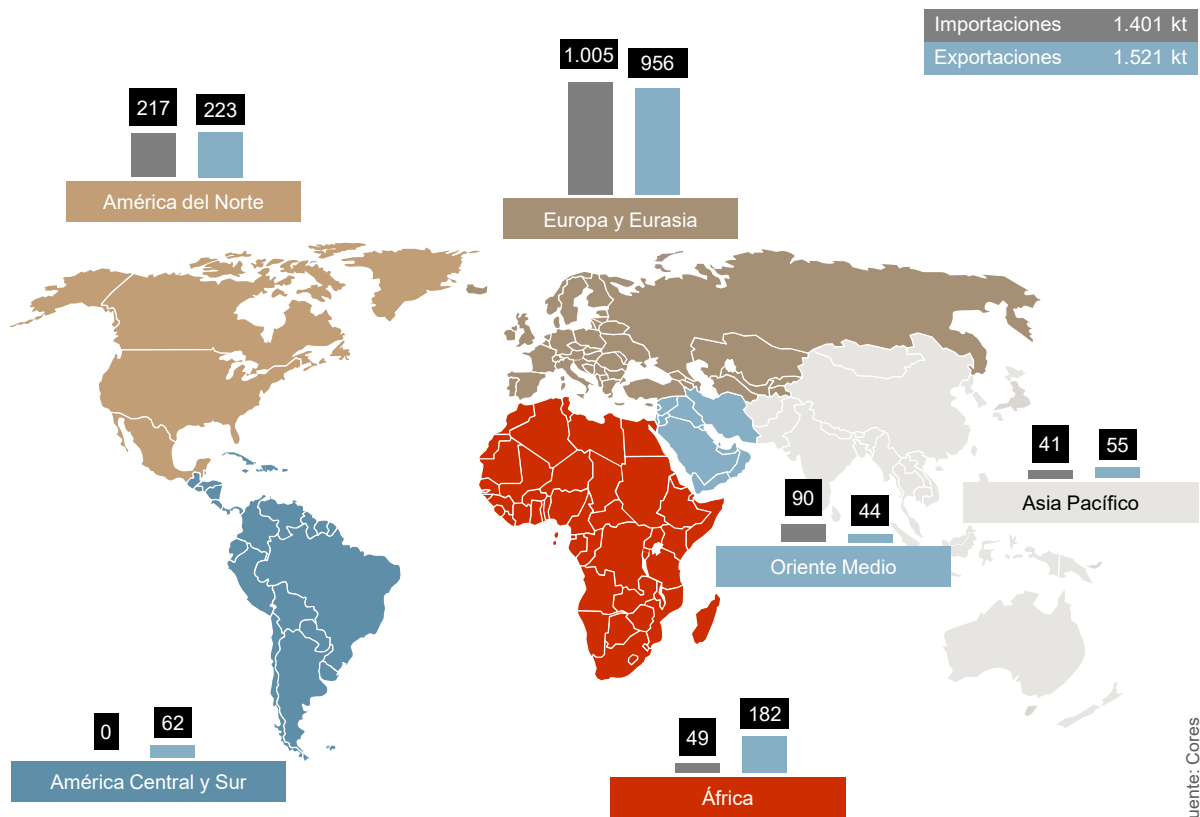 Importaciones 1.401 kt
Exportaciones 1.521 kt
1.005 956
Europa y Eurasia
217 223
América del Norte
41 55
Asia Pacífico
90 44
Oriente Medio
0 62
América Central y Sur
49 182
África
uente: Cores